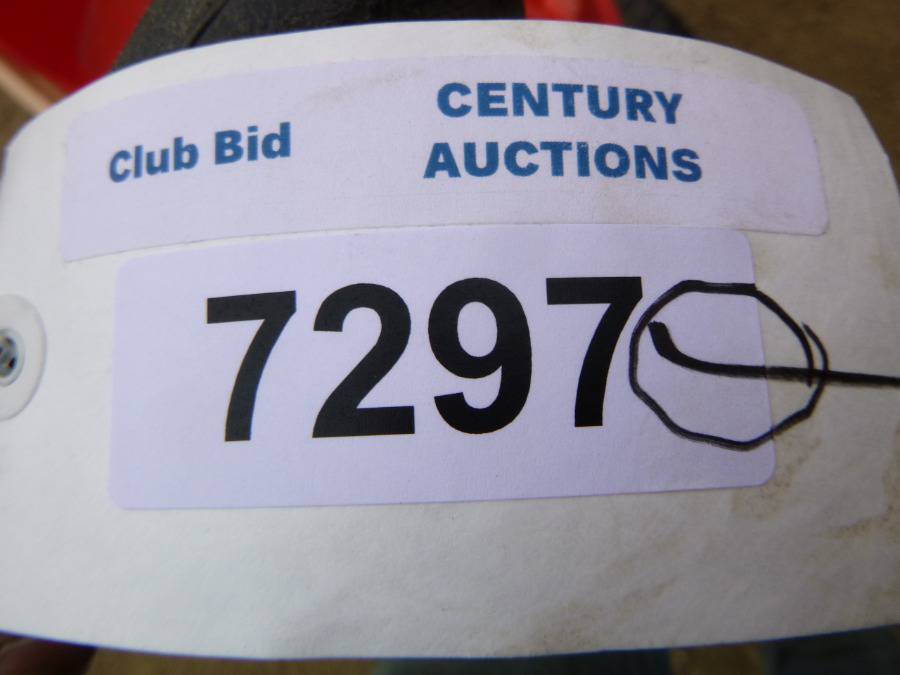 Club Bid
CENTURY
AUCTIONS
7297